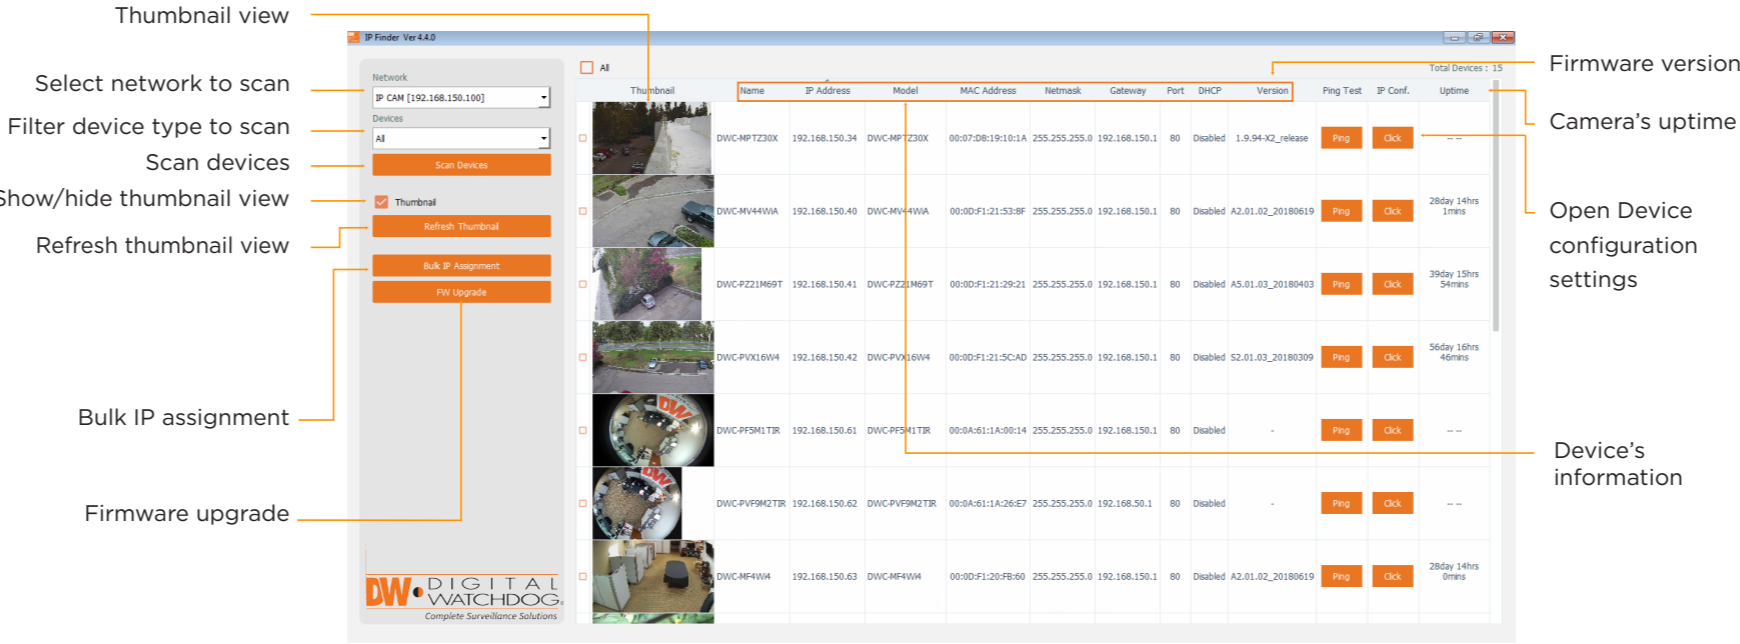 Thumbnail view
IP Finder Ver 4.4.0
Select network to scan
Filter device type to scan
Scan devices
Show/hide thumbnail view
Refresh thumbnail view
Bulk IP assignment
Firmware upgrade
Network
IP CAM [192.168.150.100]
Devices
All
Scan Devices
Thumbnail
Refresh Thumbnail
Bulk IP Assignment
FW Upgrade
DW DIGITAL
WATCHDOG®
Complete Surveillance Solutions
All
Total Devices : 15
Thumbnail Name IP Address Model MAC Address Netmask Gateway Port DHCP Version Ping Test IP Conf. Uptime
DWC-MPTZ30X 192.168.150.34 DWC-MPTZ30X 00:07:D8:19:10:1A 255.255.255.0 192.168.150.1 80 Disabled 1.9.94-X2_release Ping Click -- --
DWC-MV44WiA 192.168.150.40 DWC-MV44WiA 00:0D:F1:21:53:8F 255.255.255.0 192.168.150.1 80 Disabled A2.01.02_20180619 Ping Click 28day 14hrs
1mins
DWC-PZ21M69T 192.168.150.41 DWC-PZ21M69T 00:0D:F1:21:29:21 255.255.255.0 192.168.150.1 80 Disabled A5.01.03_20180403 Ping Click 39day 15hrs
54mins
DWC-PVX16W4 192.168.150.42 DWC-PVX16W4 00:0D:F1:21:5C:AD 255.255.255.0 192.168.150.1 80 Disabled S2.01.03_20180309 Ping Click 56day 16hrs
46mins
DWC-PF5M1TIR 192.168.150.61 DWC-PF5M1TIR 00:0A:61:1A:00:14 255.255.255.0 192.168.150.1 80 Disabled - Ping Click -- --
DWC-PVF9M2TIR 192.168.150.62 DWC-PVF9M2TIR 00:0A:61:1A:26:E7 255.255.255.0 192.168.50.1 80 Disabled - Ping Click -- --
DWC-MF4Wi4 192.168.150.63 DWC-MF4Wi4 00:0D:F1:20:FB:60 255.255.255.0 192.168.150.1 80 Disabled A2.01.02_20180619 Ping Click 28day 14hrs
0mins
Firmware version
Camera's uptime
Open Device
configuration
settings
Device's
information